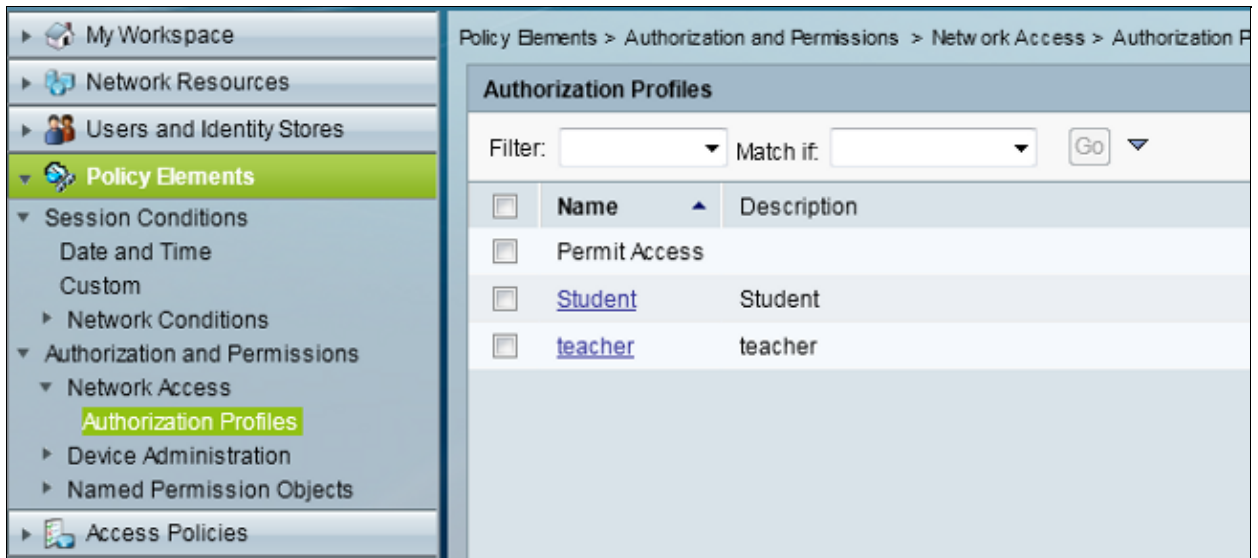 My Workspace
Network Resources
Users and Identity Stores
Policy Elements
Session Conditions
Date and Time
Custom
Network Conditions
Authorization and Permissions
Network Access
Authorization Profiles
Device Administration
Named Permission Objects
Access Policies
Policy Elements > Authorization and Permissions > Network Access > Authorization P
Authorization Profiles
Filter: Match if: Go
Name Description
Permit Access
Student Student
teacher teacher